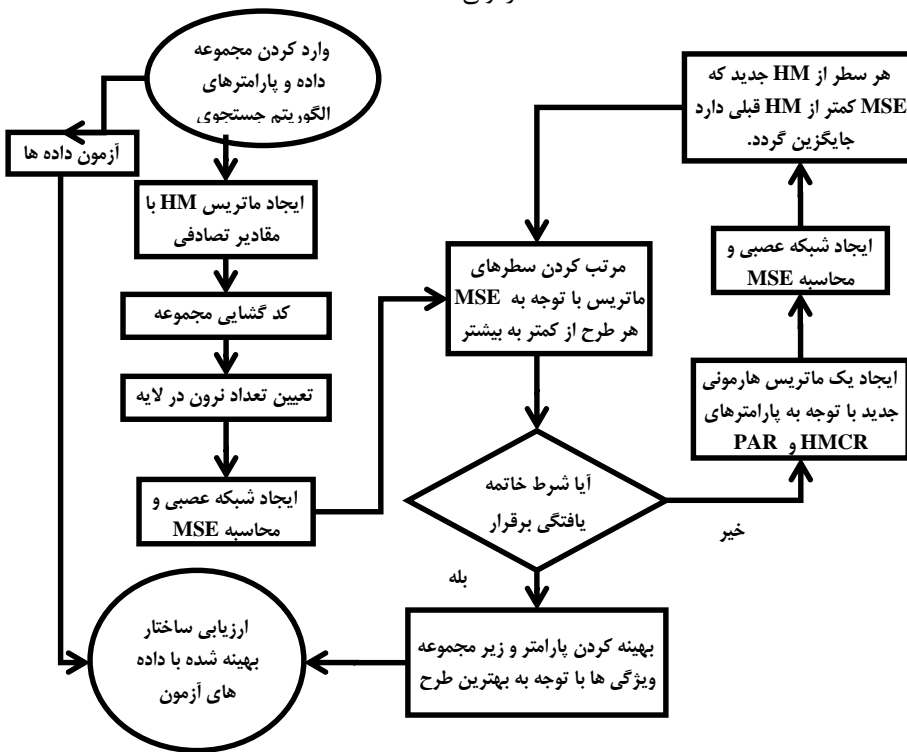 وارد کردن مجموعه
داده و پارامترهای
الگوریتم جستجوی
آزمون داده ها
ایجاد ماتریس HM با
مقادیر تصادفی
کد گشایی مجموعه
تعیین تعداد نرون در لایه
ایجاد شبکه عصبی و
محاسبه MSE
مرتب کردن سطرهای
ماتریس با توجه به MSE
هر طرح از کمتر به بیشتر
آیا شرط خاتمه
یافتگی برقرار
خیر
بله
ایجاد یک ماتریس هارمونی
جدید با توجه به پارامترهای
HMCR و PAR
ایجاد شبکه عصبی و
محاسبه MSE
هر سطر از HM جدید که
MSE کمتر از HM قبلی دارد
جایگزین گردد.
بهینه کردن پارامتر و زیر مجموعه
ویژگی ها با توجه به بهترین طرح
ارزیابی ساختار
بهینه شده با داده
های آزمون